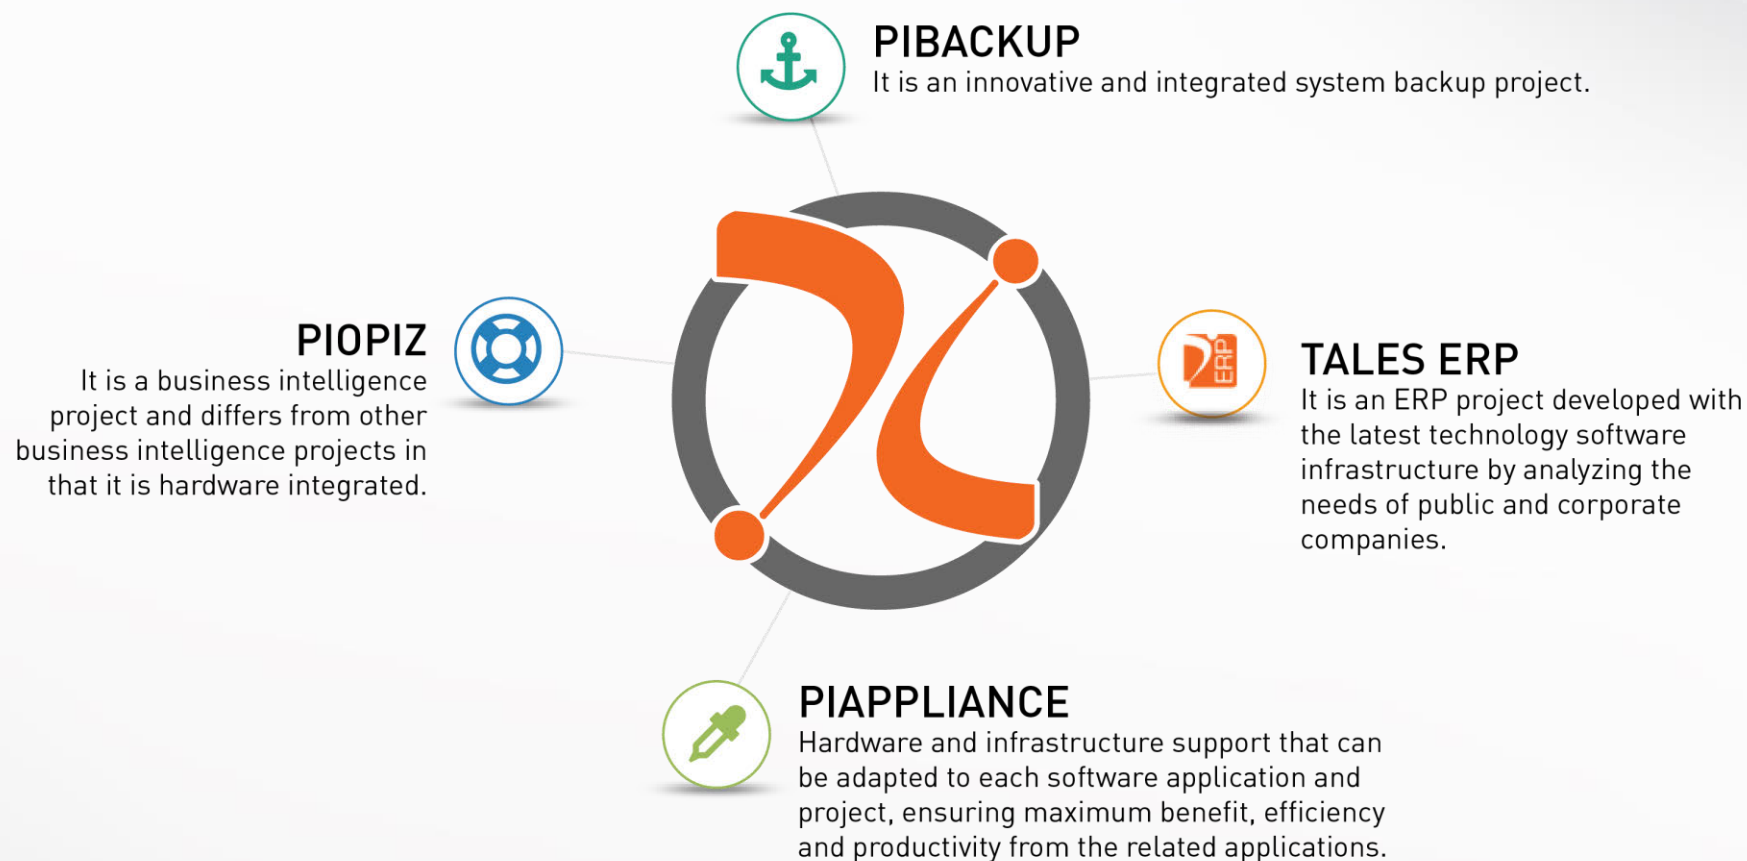 PIBACKUP
It is an innovative and integrated system backup project.
PIOPIZ
It is a business intelligence
project and differs from other
business intelligence projects in
that it is hardware integrated.
ERP
TALES ERP
It is an ERP project developed with
the latest technology software
infrastructure by analyzing the
needs of public and corporate
companies.
PIAPPLIANCE
Hardware and infrastructure support that can
be adapted to each software application and
project, ensuring maximum benefit, efficiency
and productivity from the related applications.